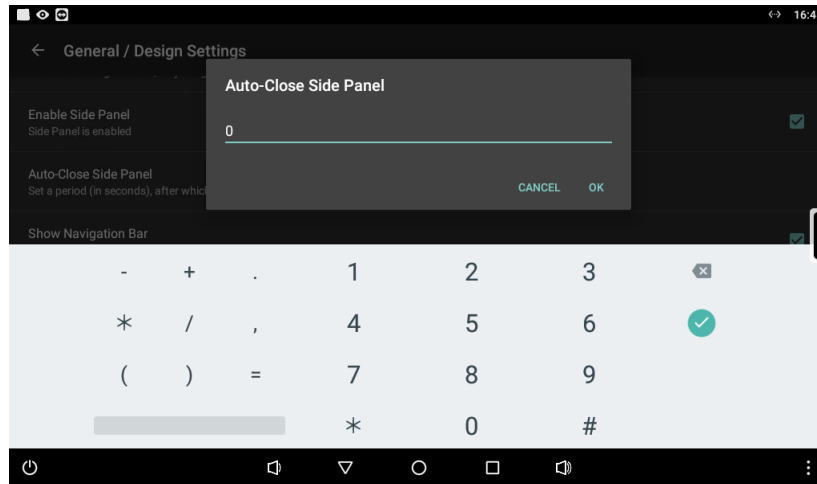 16:4
General / Design Settings
Auto-Close Side Panel
0
CANCEL OK
Enable Side Panel
Side Panel is enabled
Auto-Close Side Panel
Set a period (in seconds), after whic
Show Navigation Bar
- + . 1 2 3
* / , 4 5 6
( ) = 7 8 9
* 0 #